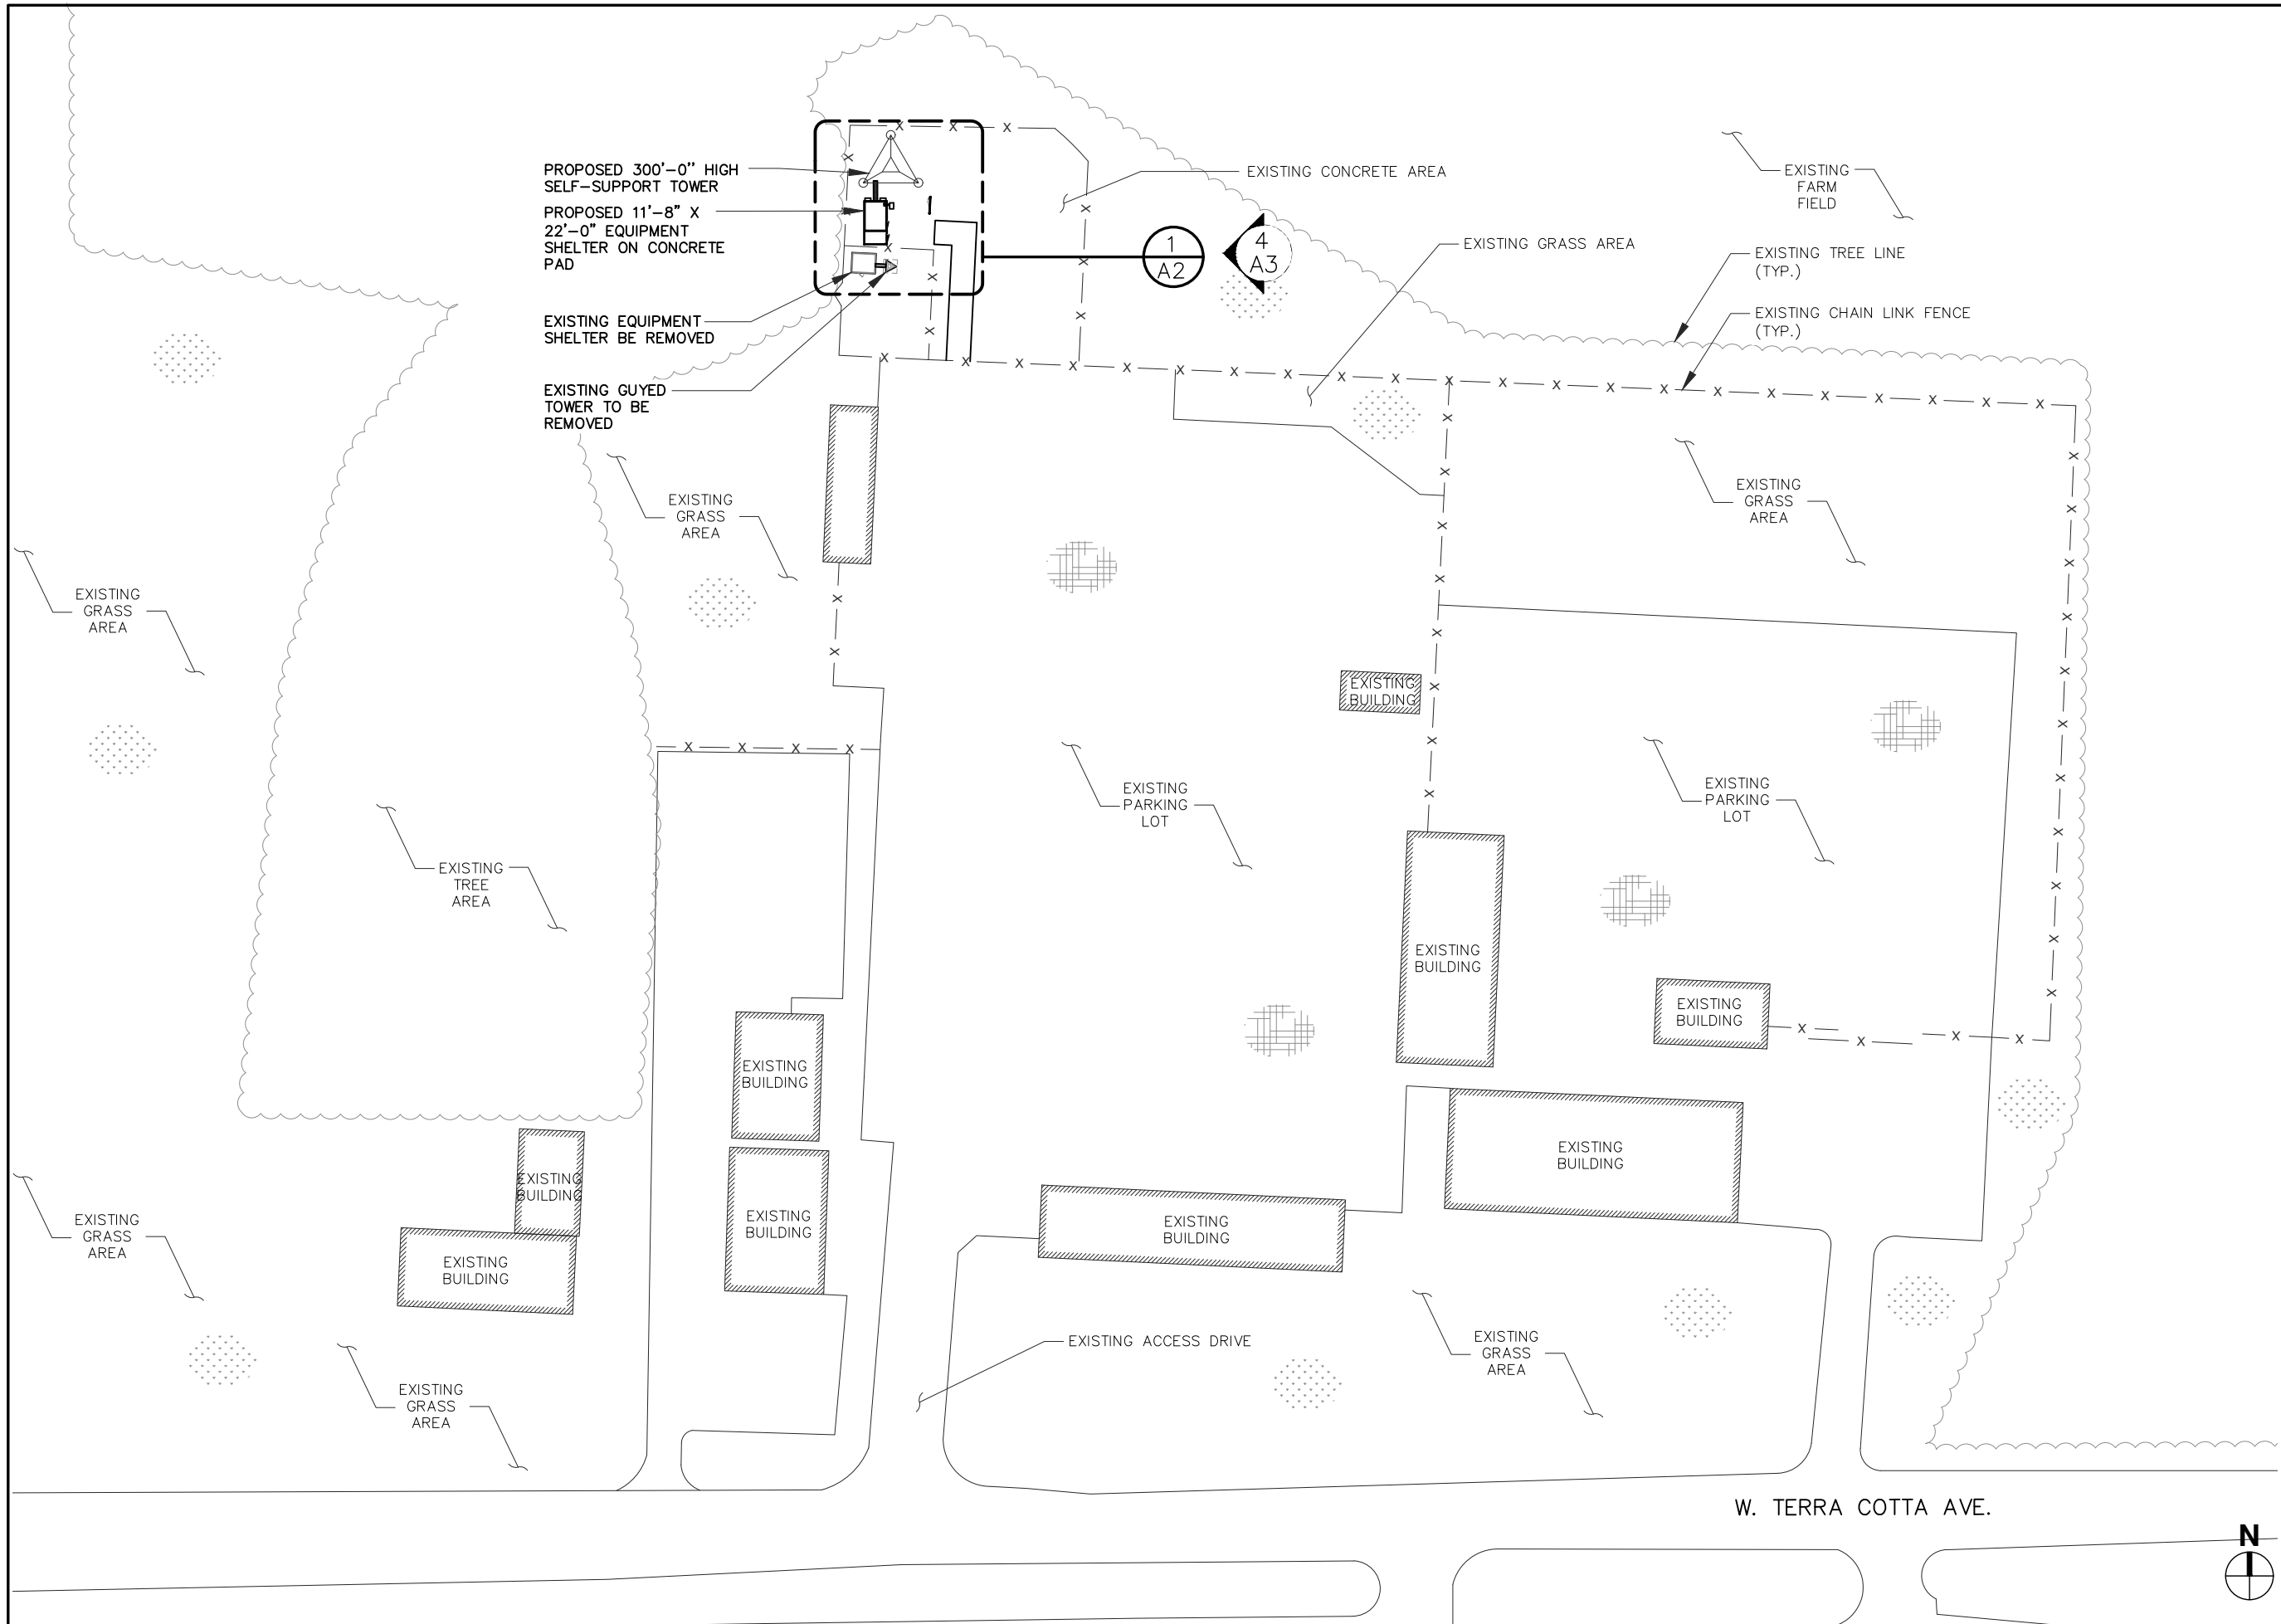 PROPOSED 300'-0" HIGH
SELF-SUPPORT TOWER
PROPOSED 11'-8" X
22'-0" EQUIPMENT
SHELTER ON CONCRETE
PAD
EXISTING EQUIPMENT
SHELTER BE REMOVED
EXISTING GUYED
TOWER TO BE
REMOVED
EXISTING CONCRETE AREA
1
A2
4
A3
EXISTING GRASS AREA
EXISTING
FARM
FIELD
EXISTING TREE LINE
(TYP.)
EXISTING CHAIN LINK FENCE
(TYP.)
EXISTING
GRASS
AREA
EXISTING
GRASS
AREA
EXISTING
GRASS
AREA
EXISTING
BUILDING
EXISTING
PARKING
LOT
EXISTING
PARKING
LOT
EXISTING
TREE
AREA
EXISTING
BUILDING
EXISTING
BUILDING
EXISTING
BUILDING
EXISTING
BUILDING
EXISTING
BUILDING
EXISTING
BUILDING
EXISTING
BUILDING
EXISTING
GRASS
AREA
EXISTING
BUILDING
EXISTING ACCESS DRIVE
EXISTING
GRASS
AREA
EXISTING
GRASS
AREA
W. TERRA COTTA AVE.
N